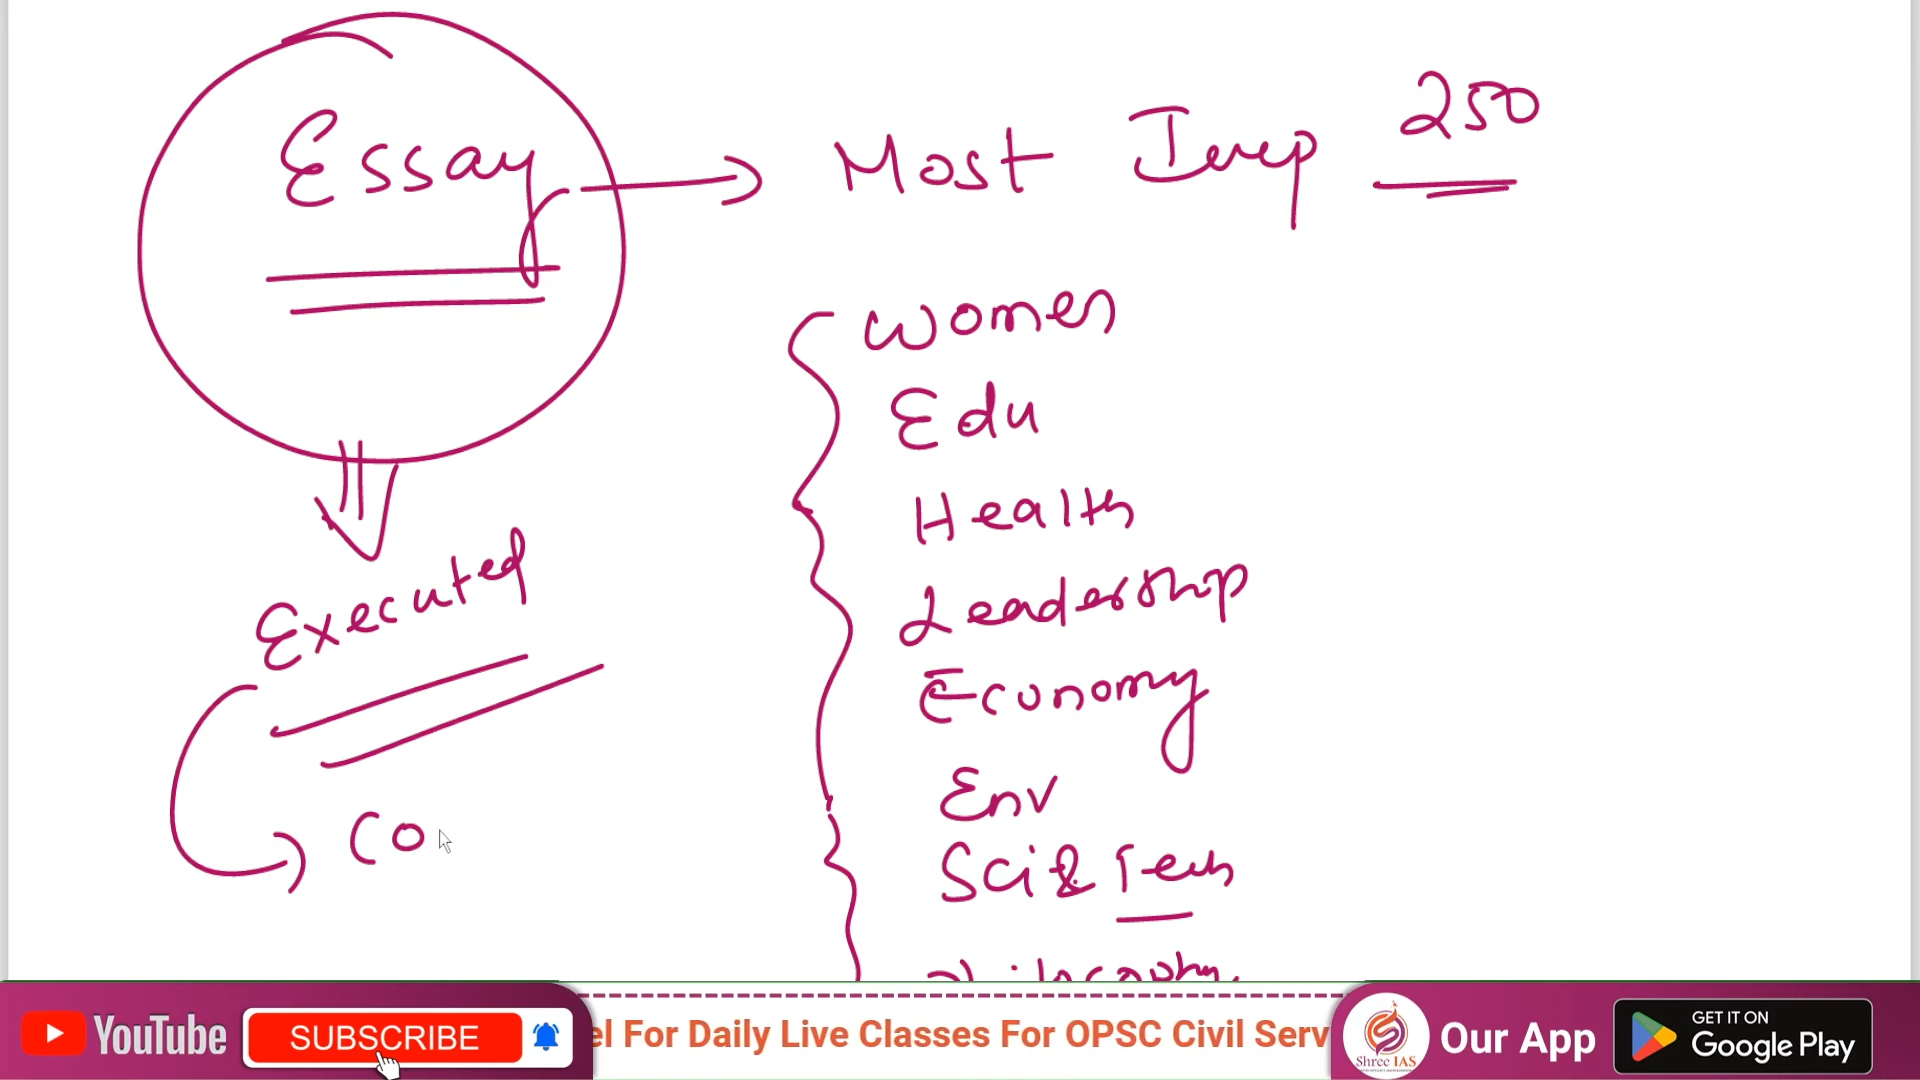 Essay
Most Imp 250
Women
Edu
Health
Leadership
Economy
Env
Sci & Tech
Philosophy
Executed
Co
YouTube
SUBSCRIBE
el For Daily Live Classes For OPSC Civil Serv
Shree IAS
Our App
GET IT ON
Google Play